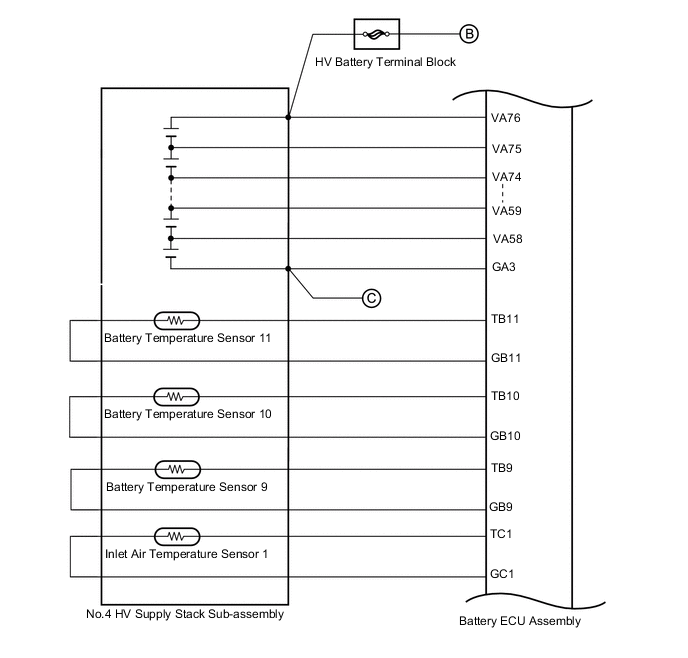 B
HV Battery Terminal Block
VA76
VA75
VA74
VA59
VA58
GA3
C
TB11
Battery Temperature Sensor 11
GB11
TB10
Battery Temperature Sensor 10
GB10
TB9
Battery Temperature Sensor 9
GB9
TC1
Inlet Air Temperature Sensor 1
GC1
No.4 HV Supply Stack Sub-assembly
Battery ECU Assembly